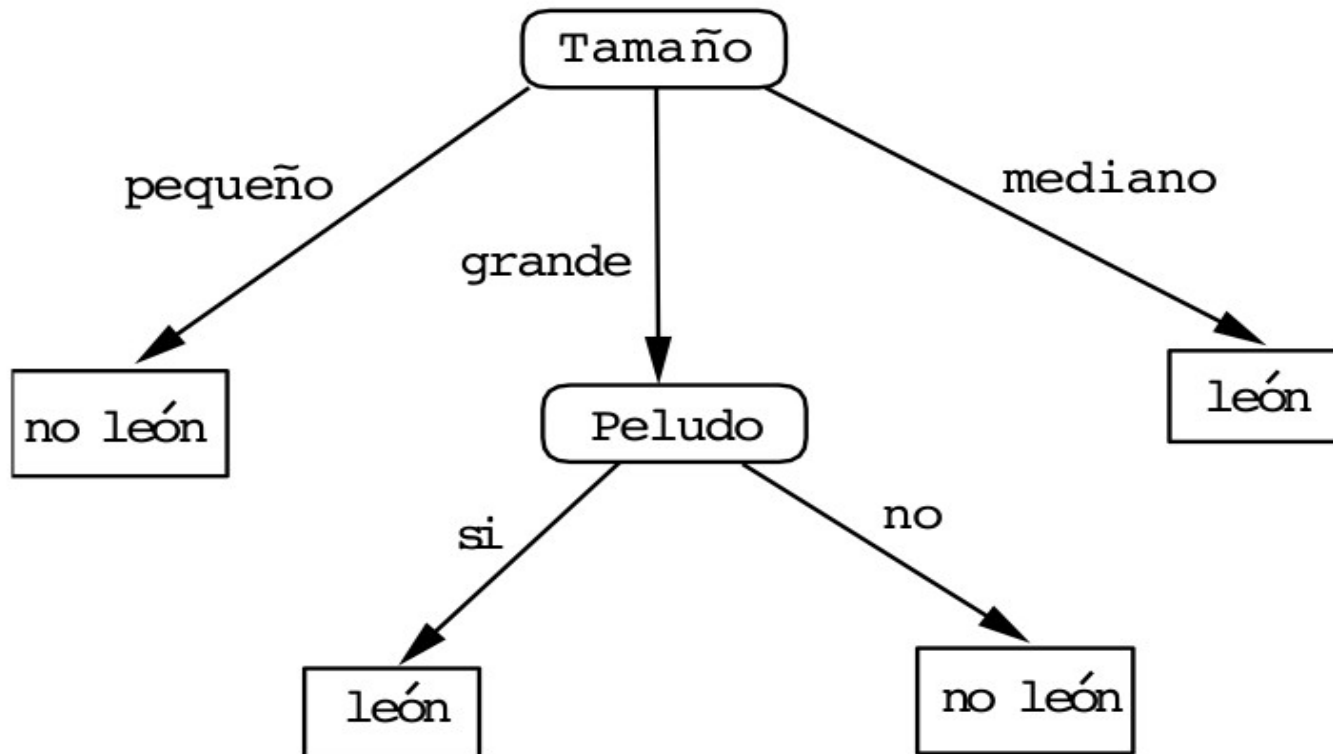 Tamaño
pequeño
grande
mediano
no león
Peludo
león
si
no
león
no león